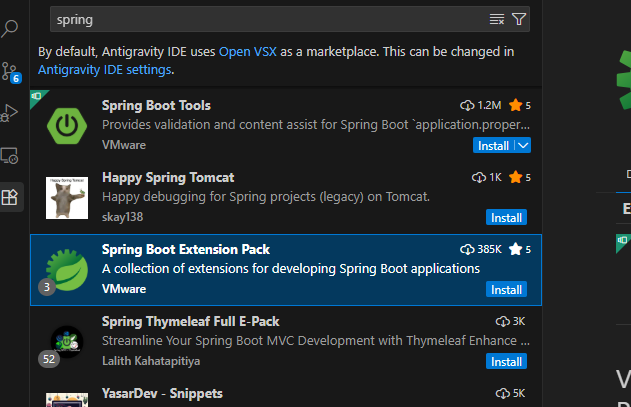 spring
By default, Antigravity IDE uses Open VSX as a marketplace. This can be changed in
Antigravity IDE settings.
6
Spring Boot Tools 1.2M 5
Provides validation and content assist for Spring Boot `application.proper...
VMware Install
Happy Spring Tomcat
Happy Spring Tomcat 1K 5
Happy debugging for Spring projects (legacy) on Tomcat.
skay138 Install
Spring Boot Extension Pack 385K 5
A collection of extensions for developing Spring Boot applications
3 VMware Install
Spring Thymeleaf Full E-Pack 3K
Streamline Your Spring Boot MVC Development with Thymeleaf Enhance ...
52 Lalith Kahatapitiya Install
YasarDev - Snippets 5K